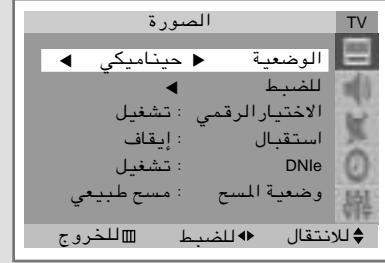 TV الصورة
الوضعية ◀ حيناميكي ▶
للضبط ◀
الاختيار الرقمي : تشغيل
استقبال : إيقاف
DNIe : تشغيل
وضعية المسح : مسح طبيعي
للانتقال للضبط للخروج